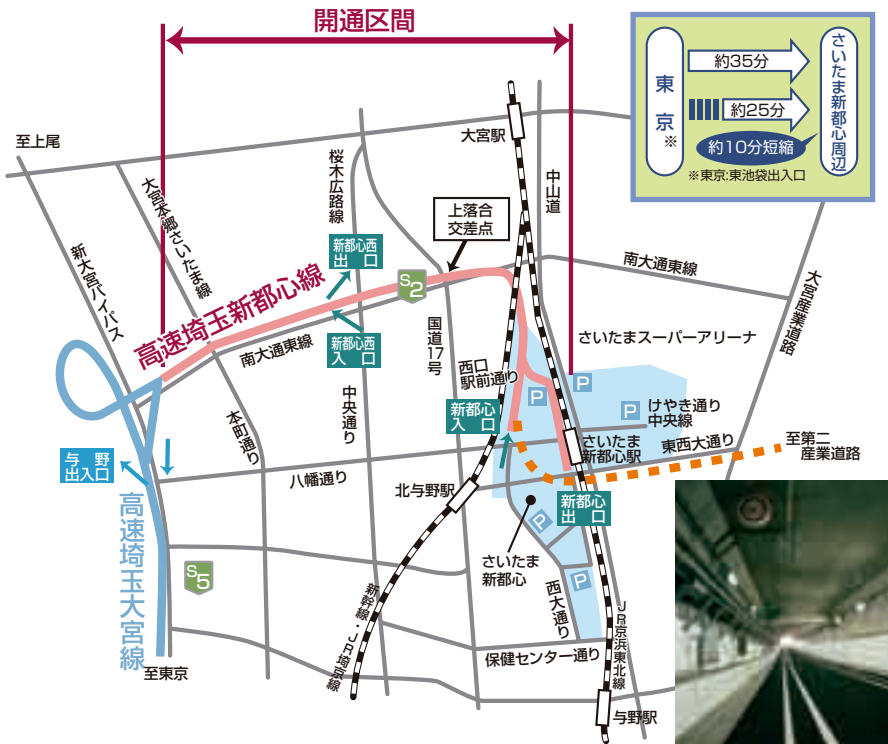 開通区間
東京
※
約35分
約25分
約10分短縮
さいたま新都心周辺
※東京:東池袋出入口
至上尾
大宮駅
桜木広路線
中山道
大宮本郷さいたま線
新大宮バイパス
上落合
交差点
新都心西
出口
S2
南大通東線
大宮産業道路
高速埼玉新都心線
新都心西
入口
南大通東線
国道17号
さいたまスーパーアリーナ
西口
駅前通り
中央通り
本町通り
P
P
けやき通り
中央線
新都心
入口
さいたま
新都心駅
東西大通り
至第二
産業道路
与野
出入口
八幡通り
北与野駅
新都心
出口
高速埼玉大宮線
S5
P
さいたま
新都心
P
西大通り
新幹線・JR埼京線
JR京浜東北線
保健センター通り
至東京
与野駅